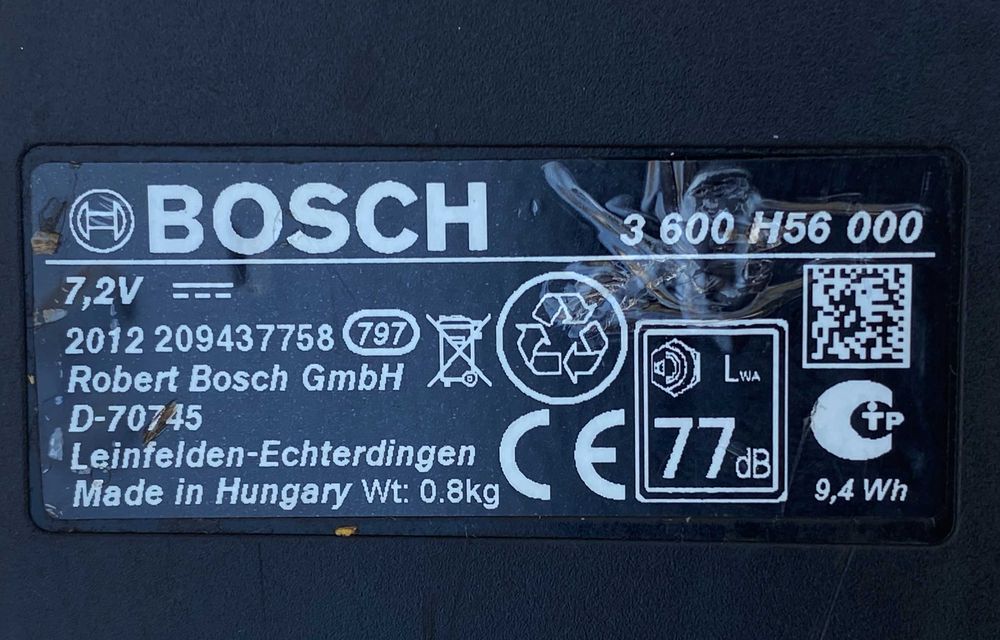 BOSCH
3 600 H56 000
7,2V
2012 209437758 797
Robert Bosch GmbH
D-70745
Leinfelden-Echterdingen
Made in Hungary Wt: 0.8kg
LWA
77 dB
CE
TP
9,4 Wh